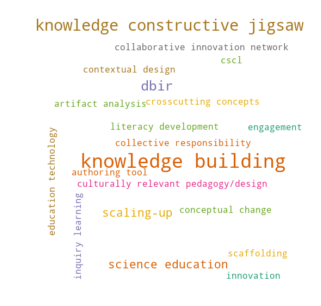 knowledge constructive jigsaw
collaborative innovation network
cscl
contextual design
dbir
artifact analysis
crosscutting concepts
literacy development
engagement
collective responsibility
knowledge building
authoring tool
culturally relevant pedagogy/design
education technology
inquiry learning
scaling-up
conceptual change
scaffolding
science education
innovation